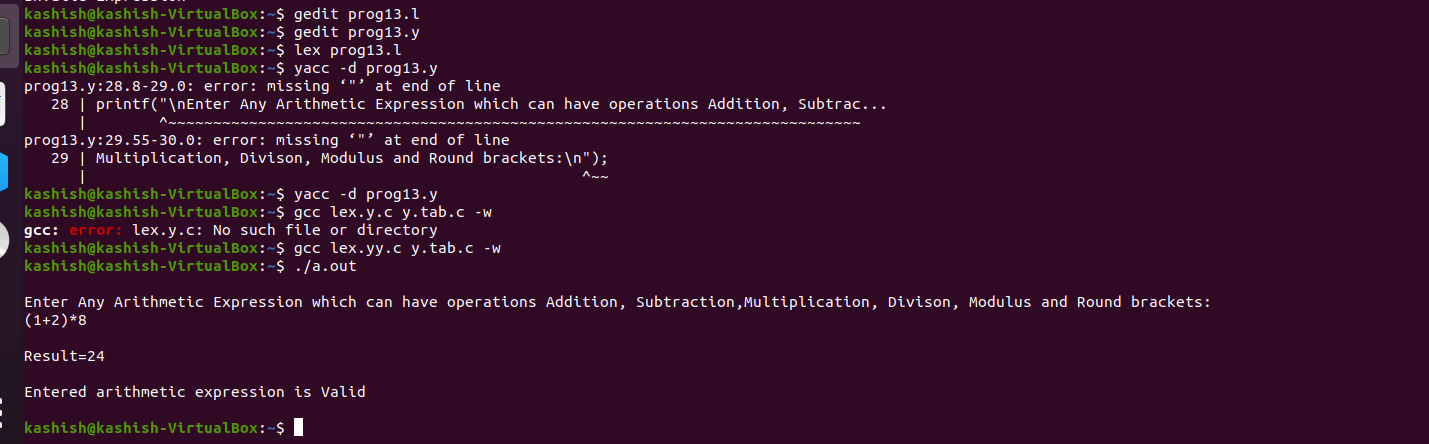 kashish@kashish-VirtualBox:~$ gedit prog13.l
kashish@kashish-VirtualBox:~$ gedit prog13.y
kashish@kashish-VirtualBox:~$ lex prog13.l
kashish@kashish-VirtualBox:~$ yacc -d prog13.y
prog13.y:28.8-29.0: error: missing ‘"’ at end of line
   28 | printf("\nEnter Any Arithmetic Expression which can have operations Addition, Subtrac...
      |        ^~~~~~~~~~~~~~~~~~~~~~~~~~~~~~~~~~~~~~~~~~~~~~~~~~~~~~~~~~~~~~~~~~~~~~~~~~~~~~
prog13.y:29.55-30.0: error: missing ‘"’ at end of line
   29 | Multiplication, Divison, Modulus and Round brackets:\n");
      |                                                       ^~~
kashish@kashish-VirtualBox:~$ yacc -d prog13.y
kashish@kashish-VirtualBox:~$ gcc lex.y.c y.tab.c -w
gcc: error: lex.y.c: No such file or directory
kashish@kashish-VirtualBox:~$ gcc lex.yy.c y.tab.c -w
kashish@kashish-VirtualBox:~$ ./a.out
Enter Any Arithmetic Expression which can have operations Addition, Subtraction,Multiplication, Divison, Modulus and Round brackets:
(1+2)*8
Result=24
Entered arithmetic expression is Valid
kashish@kashish-VirtualBox:~$